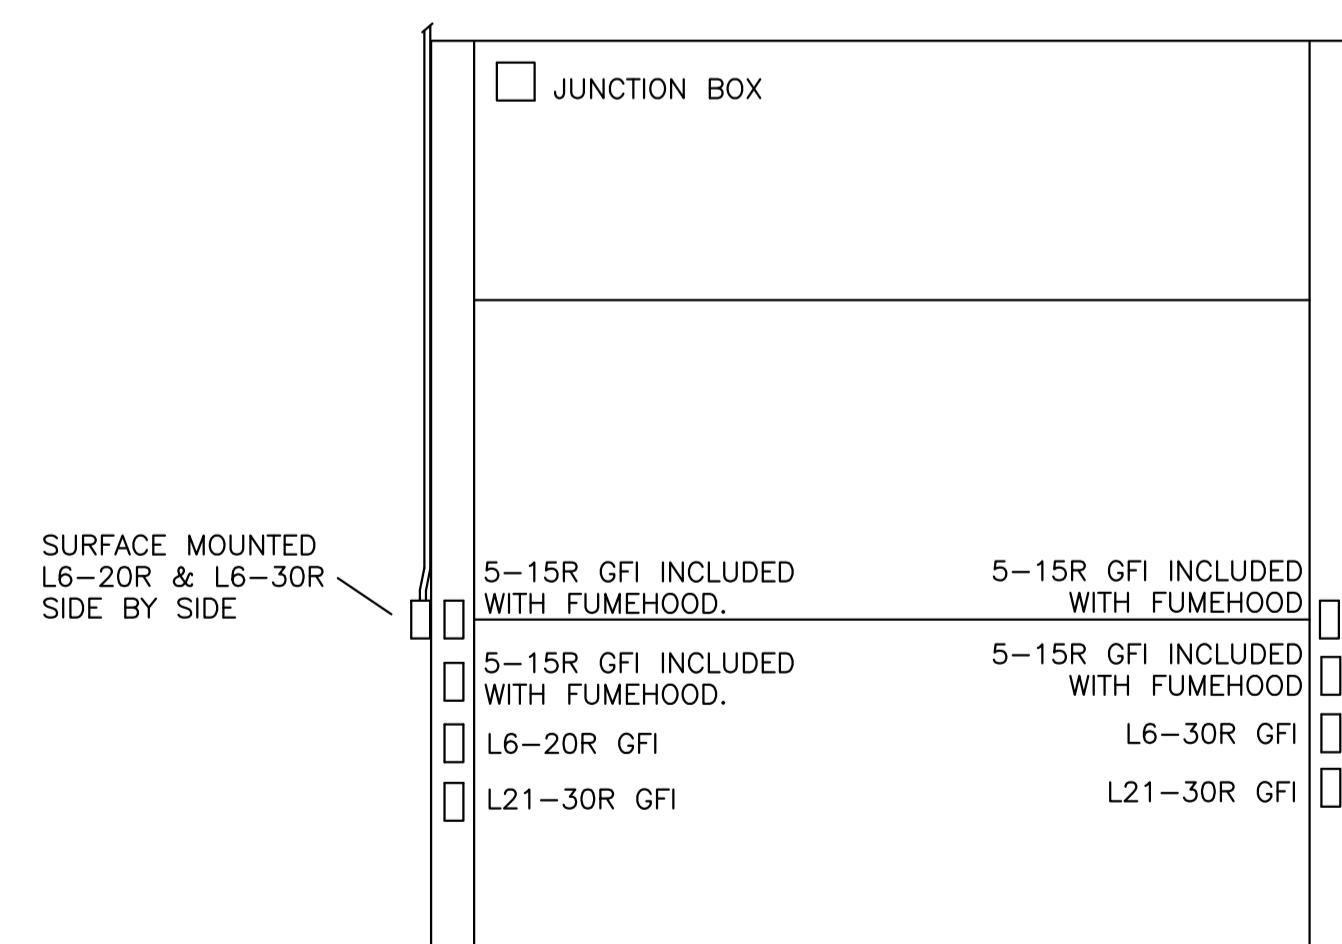 JUNCTION BOX
SURFACE MOUNTED
L6-20R & L6-30R
SIDE BY SIDE
5-15R GFI INCLUDED
WITH FUMEHOOD.
5-15R GFI INCLUDED
WITH FUMEHOOD
5-15R GFI INCLUDED
WITH FUMEHOOD.
5-15R GFI INCLUDED
WITH FUMEHOOD
L6-20R GFI
L6-30R GFI
L21-30R GFI
L21-30R GFI